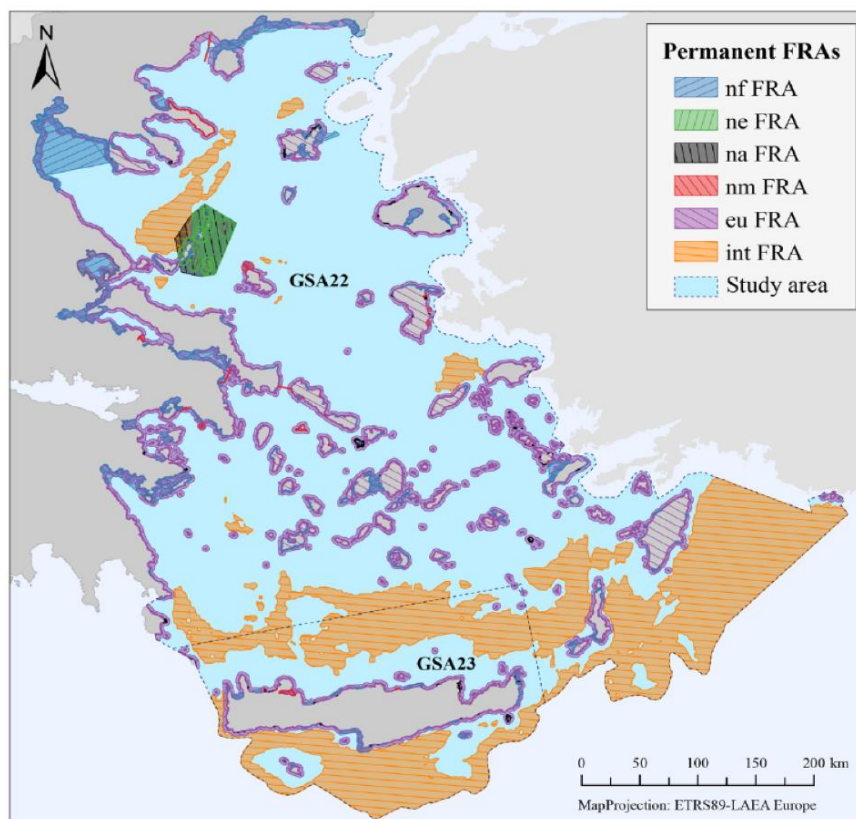 N
Permanent FRAs
nf FRA
ne FRA
na FRA
nm FRA
eu FRA
int FRA
Study area
GSA22
GSA23
0 50 100 150 200 km
MapProjection: ETRS89-LAEA Europe